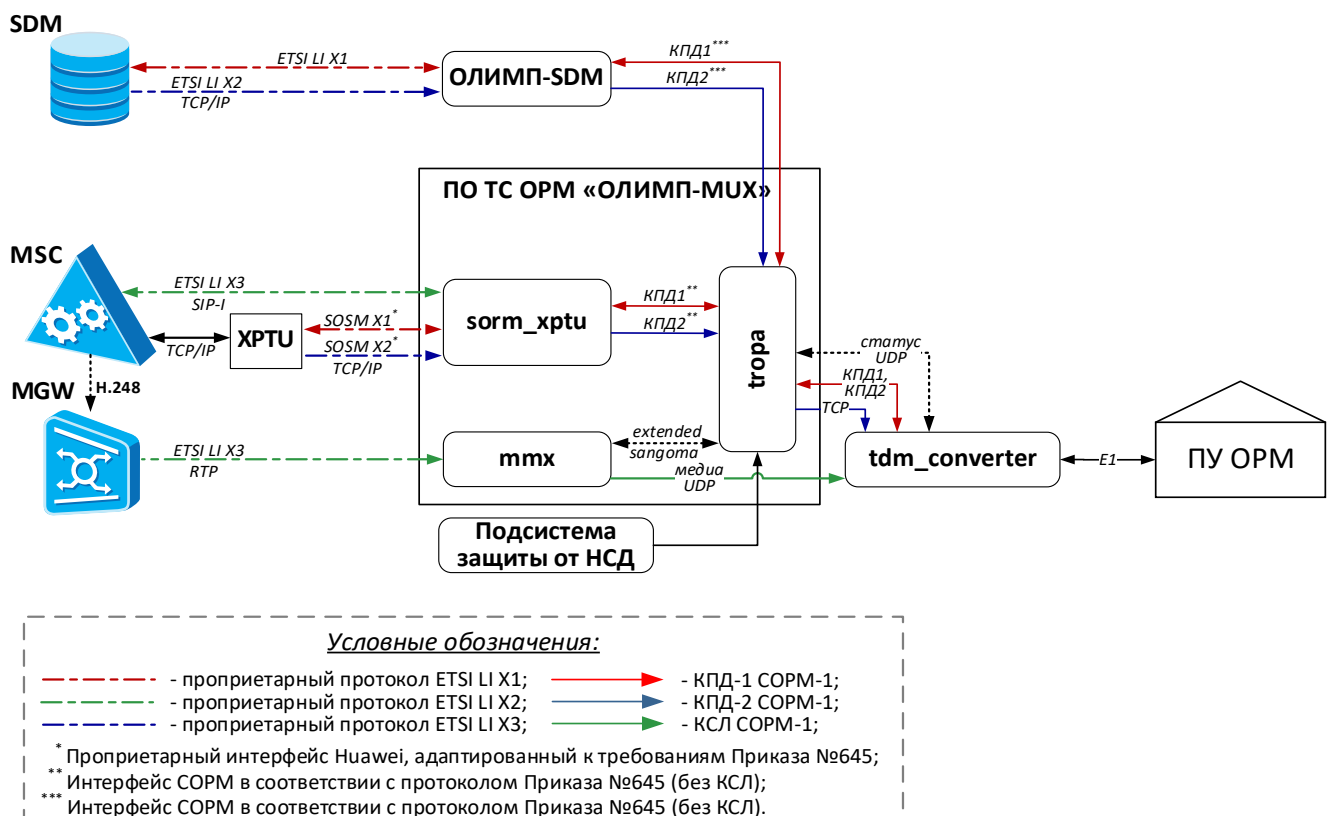 SDM
ETSI LI X1
ETSI LI X2
TCP/IP
ОЛИМП-SDM
КПД1***
КПД2***
ПО ТС ОРМ «ОЛИМП-MUX»
MSC
ETSI LI X3
SIP-I
TCP/IP
XPTU
SOSM X1*
SOSM X2*
TCP/IP
sorm_xptu
КПД1**
КПД2**
tropa
статус
UDP
КПД1,
КПД2
TCP
H.248
MGW
ETSI LI X3
RTP
mmx
extended
sangoma
медиа
UDP
tdm_converter
E1
ПУ ОРМ
Подсистема
защиты от НСД
Условные обозначения:
- проприетарный протокол ETSI LI X1; - КПД-1 СОРМ-1;
- проприетарный протокол ETSI LI X2; - КПД-2 СОРМ-1;
- проприетарный протокол ETSI LI X3; - КСЛ СОРМ-1;
* Проприетарный интерфейс Huawei, адаптированный к требованиям Приказа №645;
** Интерфейс СОРМ в соответствии с протоколом Приказа №645 (без КСЛ);
*** Интерфейс СОРМ в соответствии с протоколом Приказа №645 (без КСЛ).